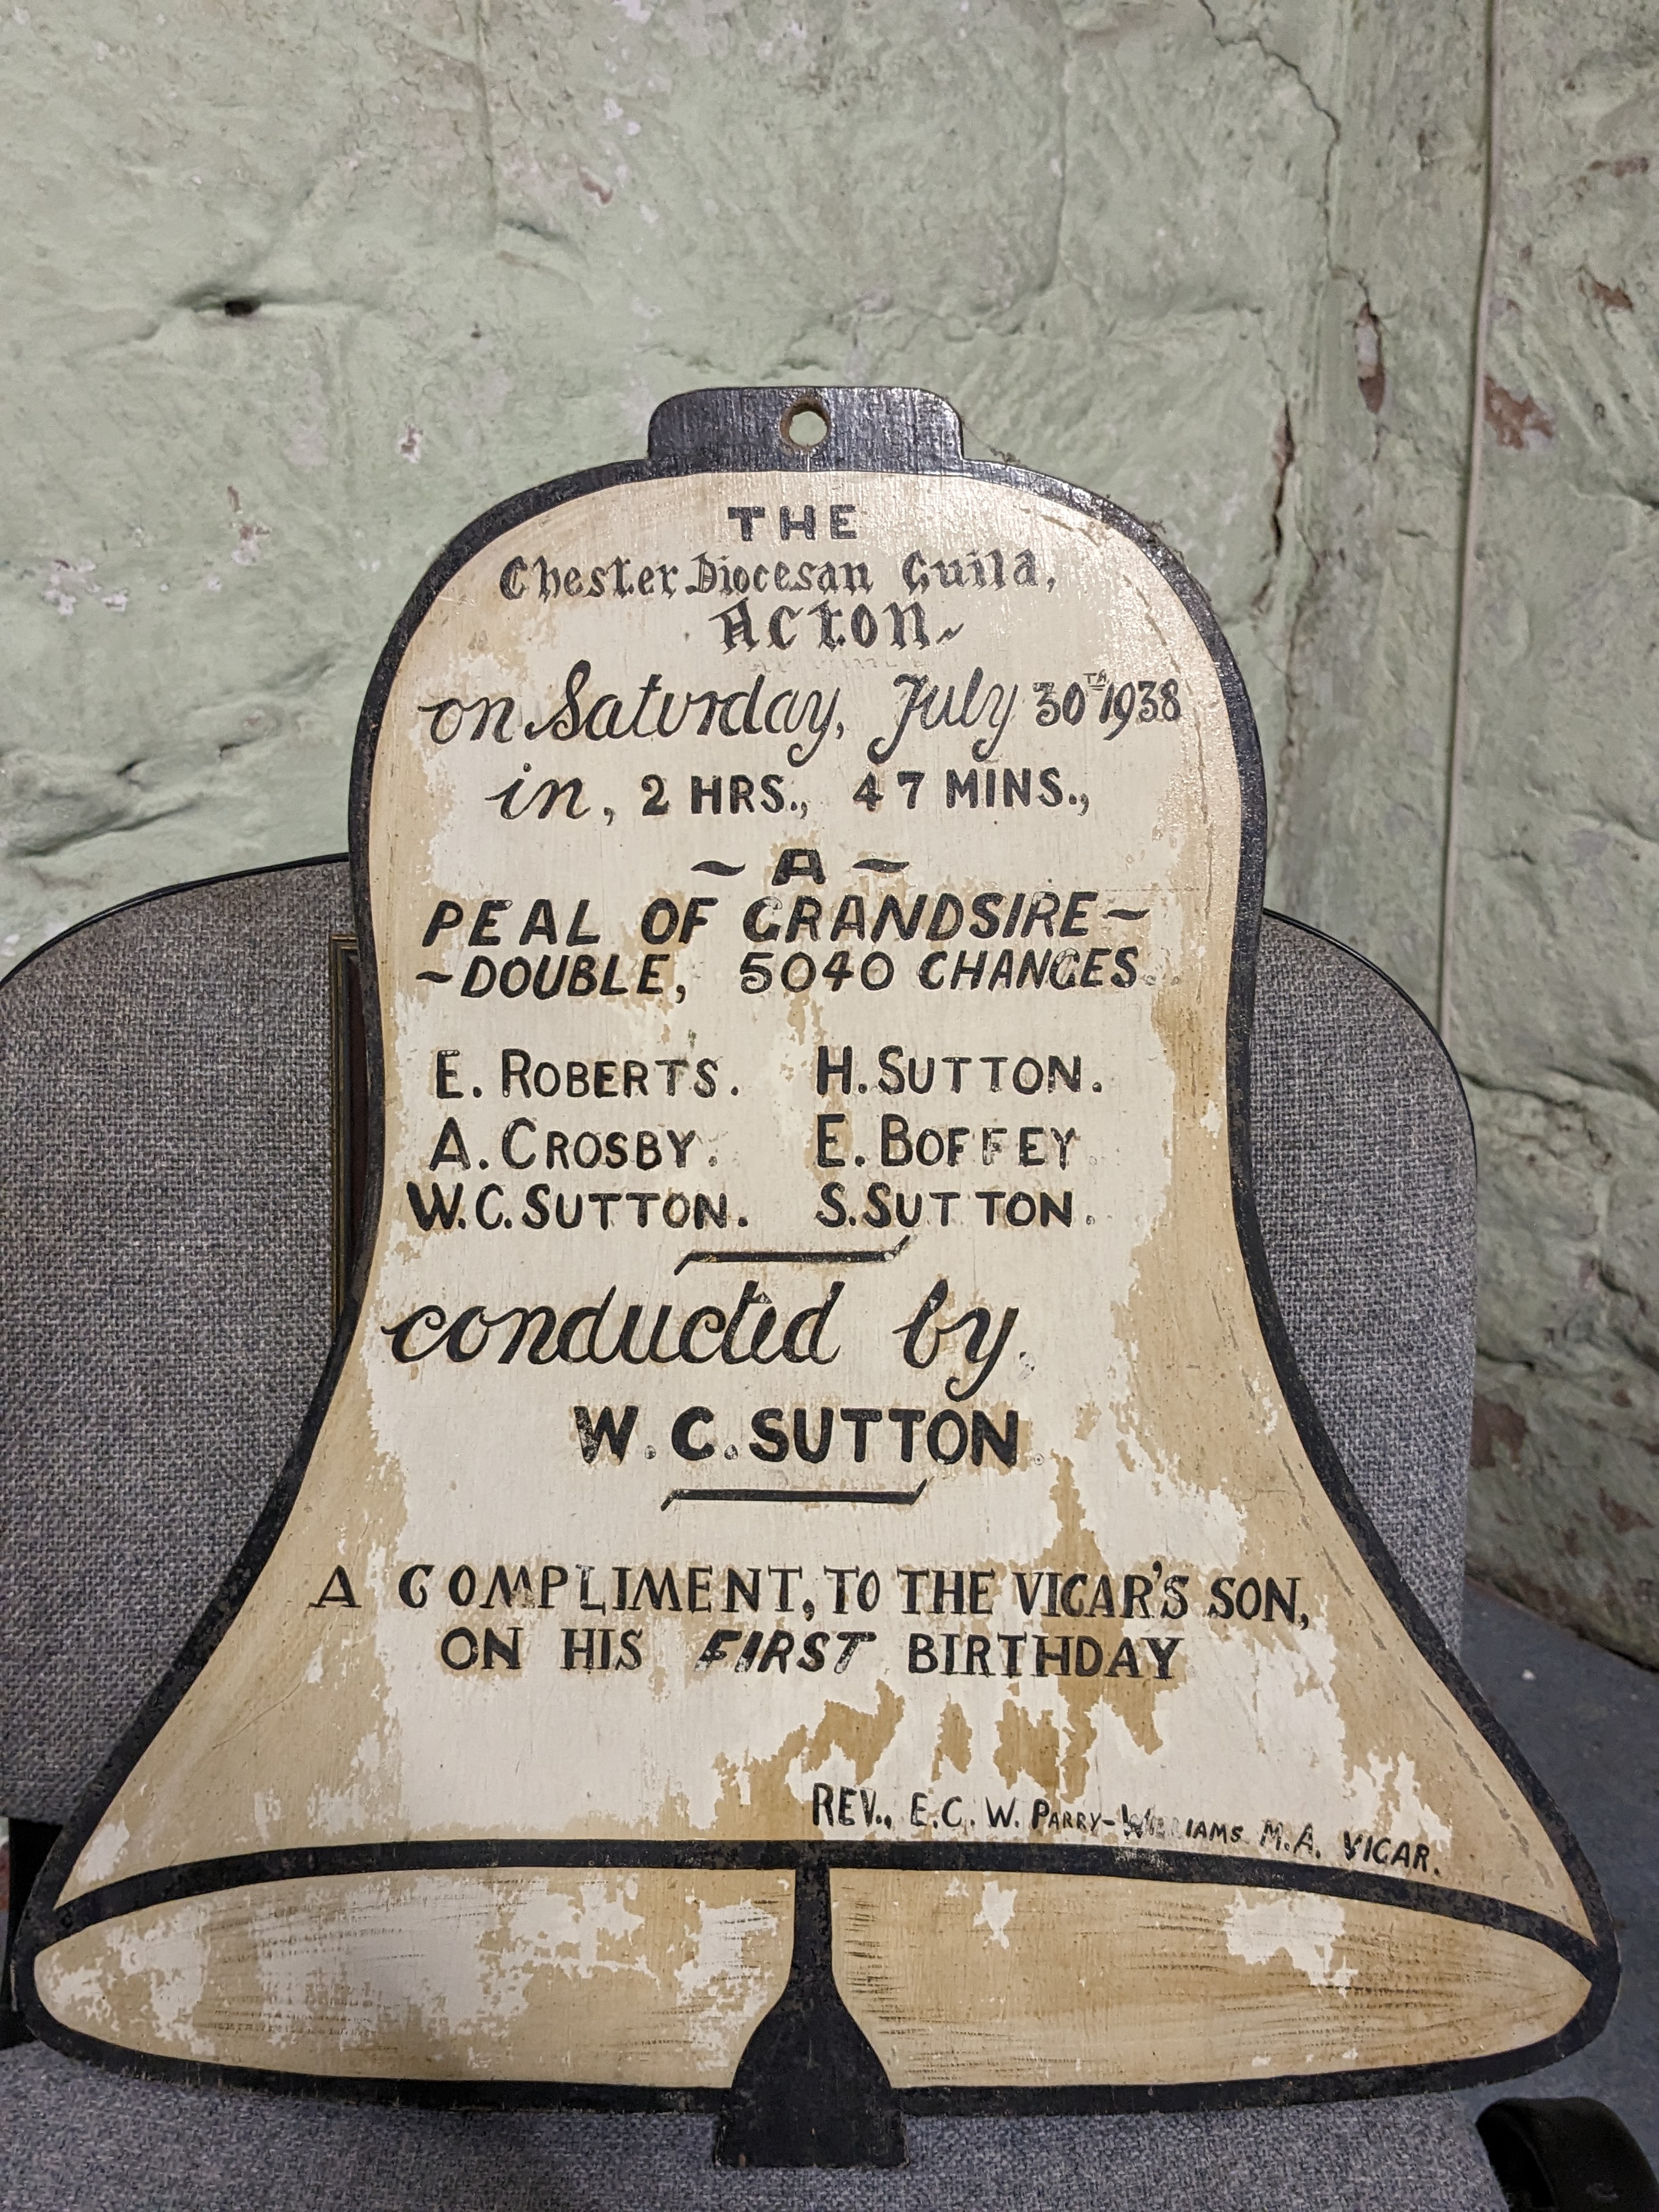 THE
Chester Diocesan Guild,
Acton~
on Saturday, July 30TH 1938
in, 2 HRS., 47 MINS.,
~ A ~
PEAL OF GRANDSIRE~
~DOUBLE, 5040 CHANGES.
E. ROBERTS. H. SUTTON.
A. CROSBY. E. BOFFEY.
W.C. SUTTON. S. SUTTON.
conducted by.
W. C. SUTTON.
A COMPLIMENT, TO THE VICAR'S SON,
ON HIS FIRST BIRTHDAY
REV., E.C. W. PARRY-WILLIAMS M.A. VICAR.